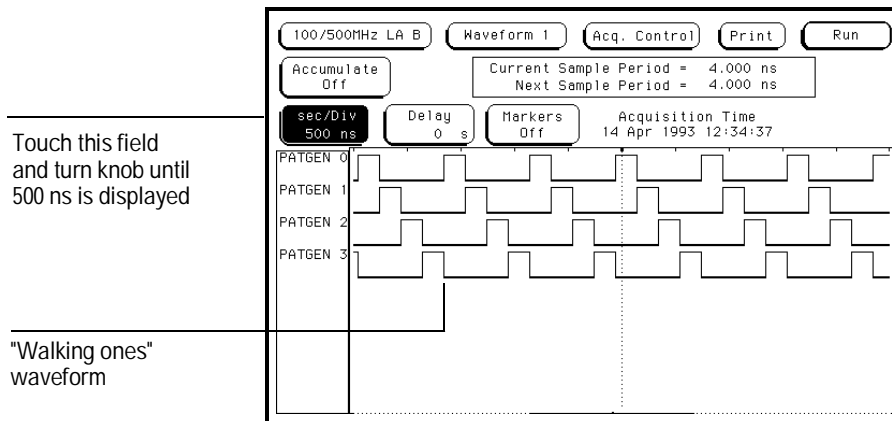 100/500MHz LA B
Waveform 1
Acq. Control
Print
Run
Accumulate
Off
Current Sample Period = 4.000 ns
Next Sample Period = 4.000 ns
sec/Div
500 ns
Delay
0 s
Markers
Off
Acquisition Time
14 Apr 1993 12:34:37
Touch this field
and turn knob until
500 ns is displayed
PATGEN 0
PATGEN 1
PATGEN 2
PATGEN 3
"Walking ones"
waveform